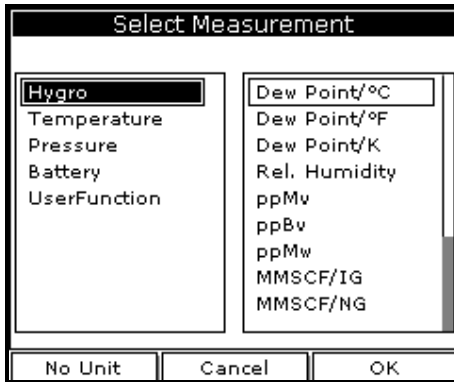 Select Measurement
Hygro
Temperature
Pressure
Battery
UserFunction
Dew Point/°C
Dew Point/°F
Dew Point/K
Rel. Humidity
ppMv
ppBv
ppMw
MMSCF/IG
MMSCF/NG
No Unit
Cancel
OK